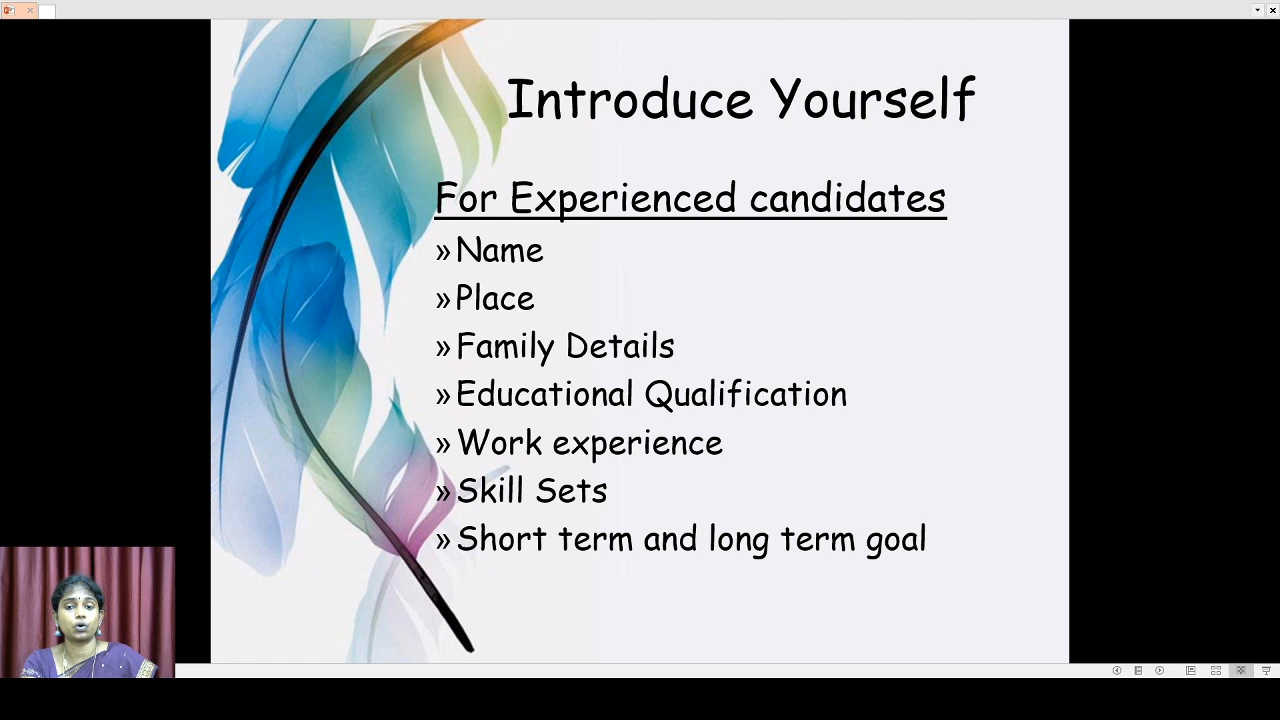 Introduce Yourself
For Experienced candidates
» Name
» Place
» Family Details
» Educational Qualification
» Work experience
» Skill Sets
» Short term and long term goal